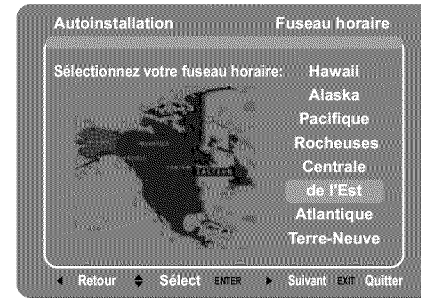 Autoinstallation Fuseau horaire
Sélectionnez votre fuseau horaire: Hawaii
Alaska
Pacifique
Rocheuses
Centrale
de l'Est
Atlantique
Terre-Neuve
EASTERN
Retour Sélect ENTER Suivant EXIT Quitter